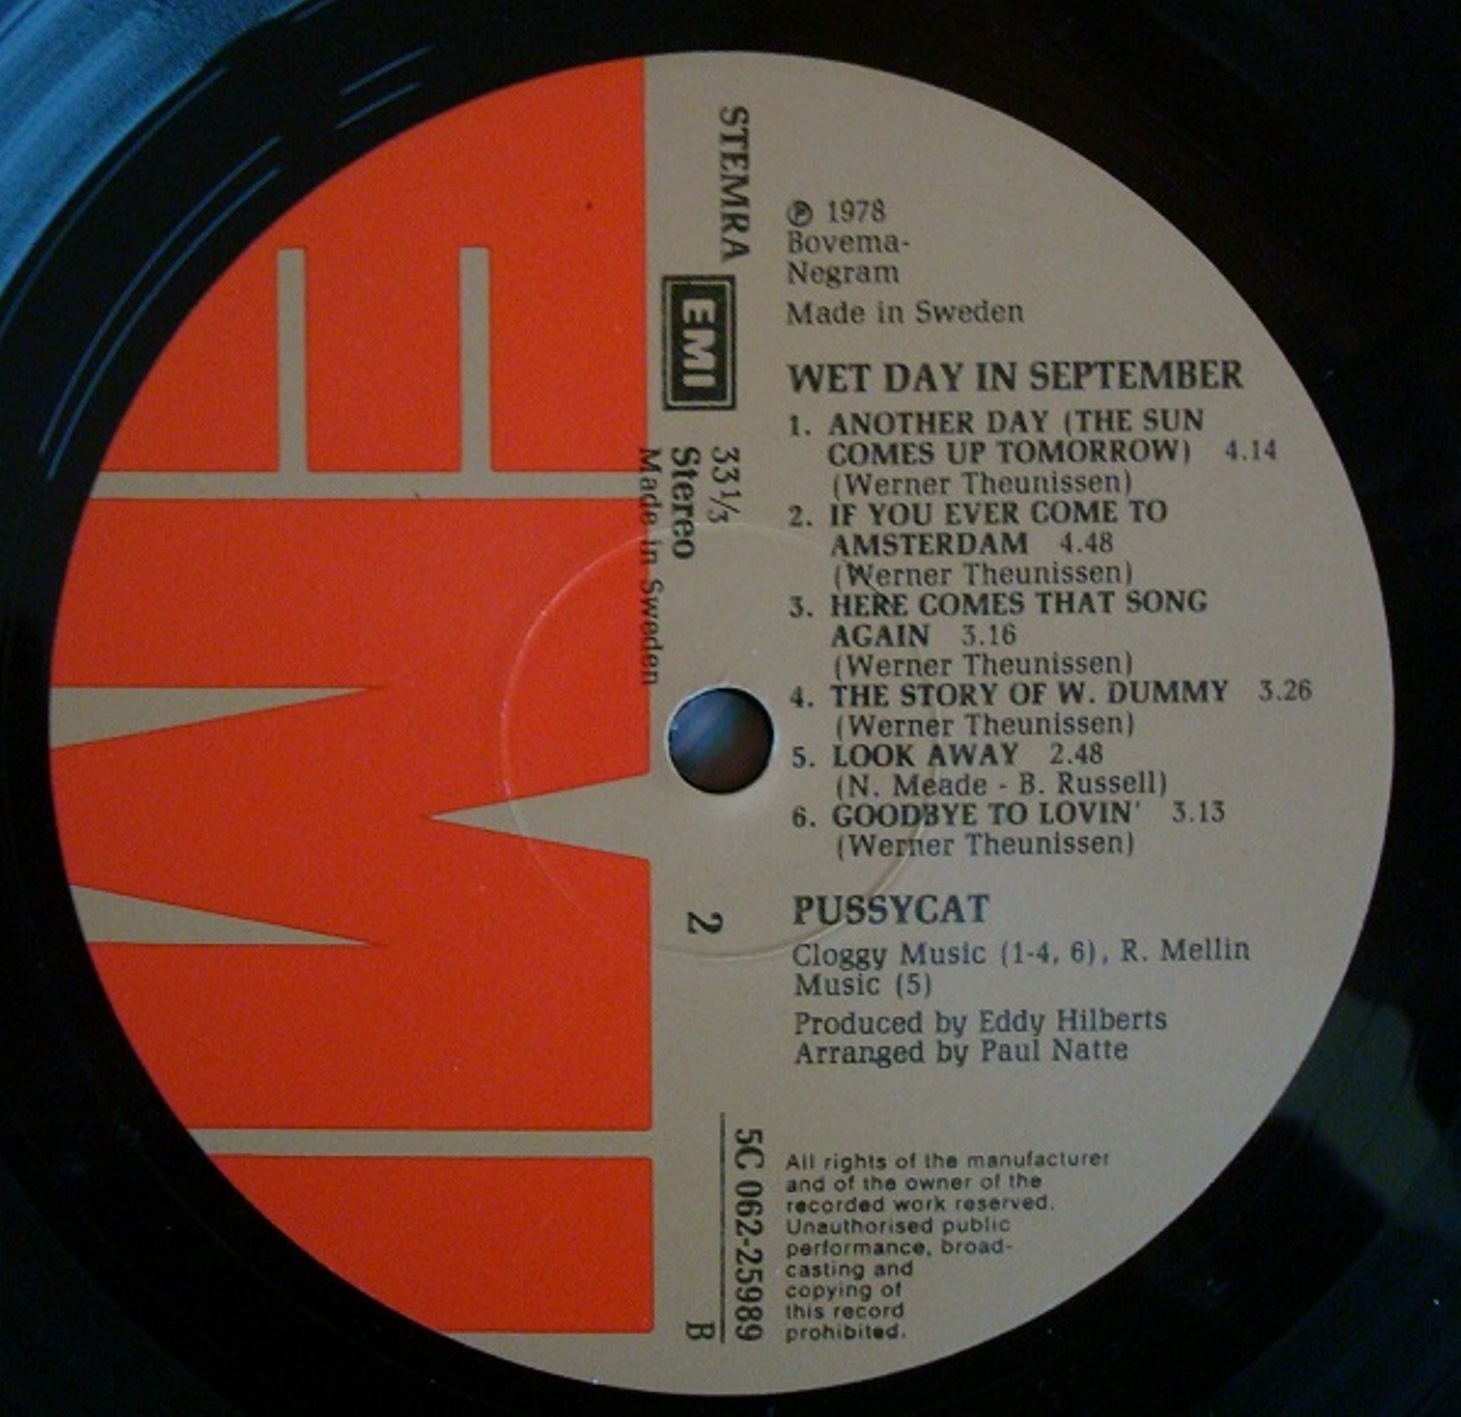 STEMRA
EMI
33⅓
Stereo
Made in Sweden
2
5C 062-25989
B
℗ 1978
Bovema-
Negram
Made in Sweden
WET DAY IN SEPTEMBER
1. ANOTHER DAY (THE SUN
COMES UP TOMORROW) 4.14
(Werner Theunissen)
2. IF YOU EVER COME TO
AMSTERDAM 4.48
(Werner Theunissen)
3. HERE COMES THAT SONG
AGAIN 3.16
(Werner Theunissen)
4. THE STORY OF W. DUMMY 3.26
(Werner Theunissen)
5. LOOK AWAY 2.48
(N. Meade - B. Russell)
6. GOODBYE TO LOVIN' 3.13
(Werner Theunissen)
PUSSYCAT
Cloggy Music (1-4, 6), R. Mellin
Music (5)
Produced by Eddy Hilberts
Arranged by Paul Natte
All rights of the manufacturer
and of the owner of the
recorded work reserved.
Unauthorised public
performance, broad-
casting and
copying of
this record
prohibited.
EMI